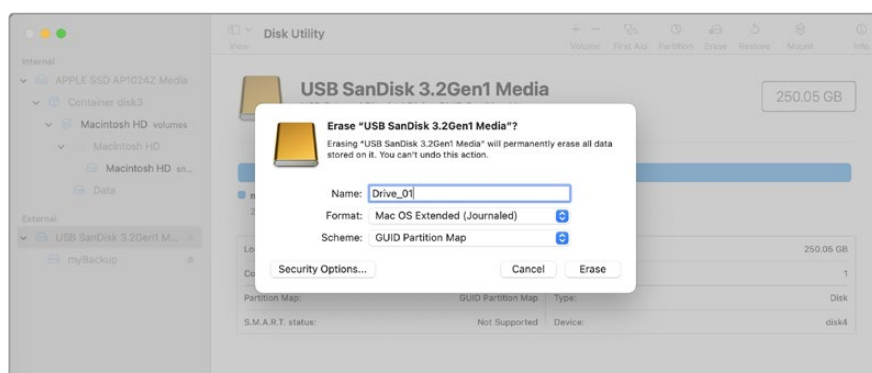 Disk Utility
View
Volume
First Aid
Partition
Erase
Restore
Mount
Info
Internal
APPLE SSD AP1024Z Media
Container disk3
Macintosh HD volumes
Macintosh HD
Macintosh HD sn...
Data
External
USB SanDisk 3.2Gen1 M...
myBackup
USB SanDisk 3.2Gen1 Media
250.05 GB
Erase “USB SanDisk 3.2Gen1 Media”?
Erasing “USB SanDisk 3.2Gen1 Media” will permanently erase all data
stored on it. You can't undo this action.
Name: Drive_01
Format: Mac OS Extended (Journaled)
Scheme: GUID Partition Map
Security Options...
Cancel
Erase
250.05 GB
1
Partition Map: GUID Partition Map
Type: Disk
S.M.A.R.T. status: Not Supported
Device: disk4